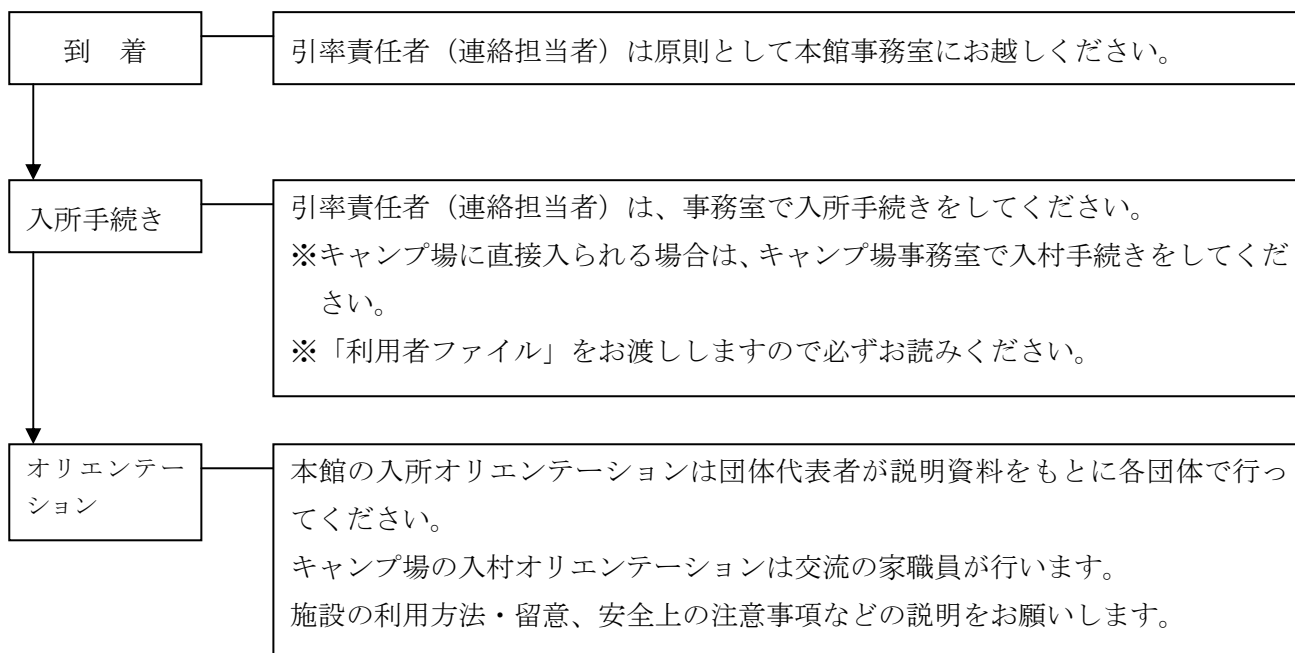 到　着
引率責任者（連絡担当者）は原則として本館事務室にお越しください。
入所手続き
引率責任者（連絡担当者）は、事務室で入所手続きをしてください。
※キャンプ場に直接入られる場合は、キャンプ場事務室で入村手続きをしてくだ
さい。
※「利用者ファイル」をお渡ししますので必ずお読みください。
オリエンテー
ション
本館の入所オリエンテーションは団体代表者が説明資料をもとに各団体で行っ
てください。
キャンプ場の入村オリエンテーションは交流の家職員が行います。
施設の利用方法・留意、安全上の注意事項などの説明をお願いします。